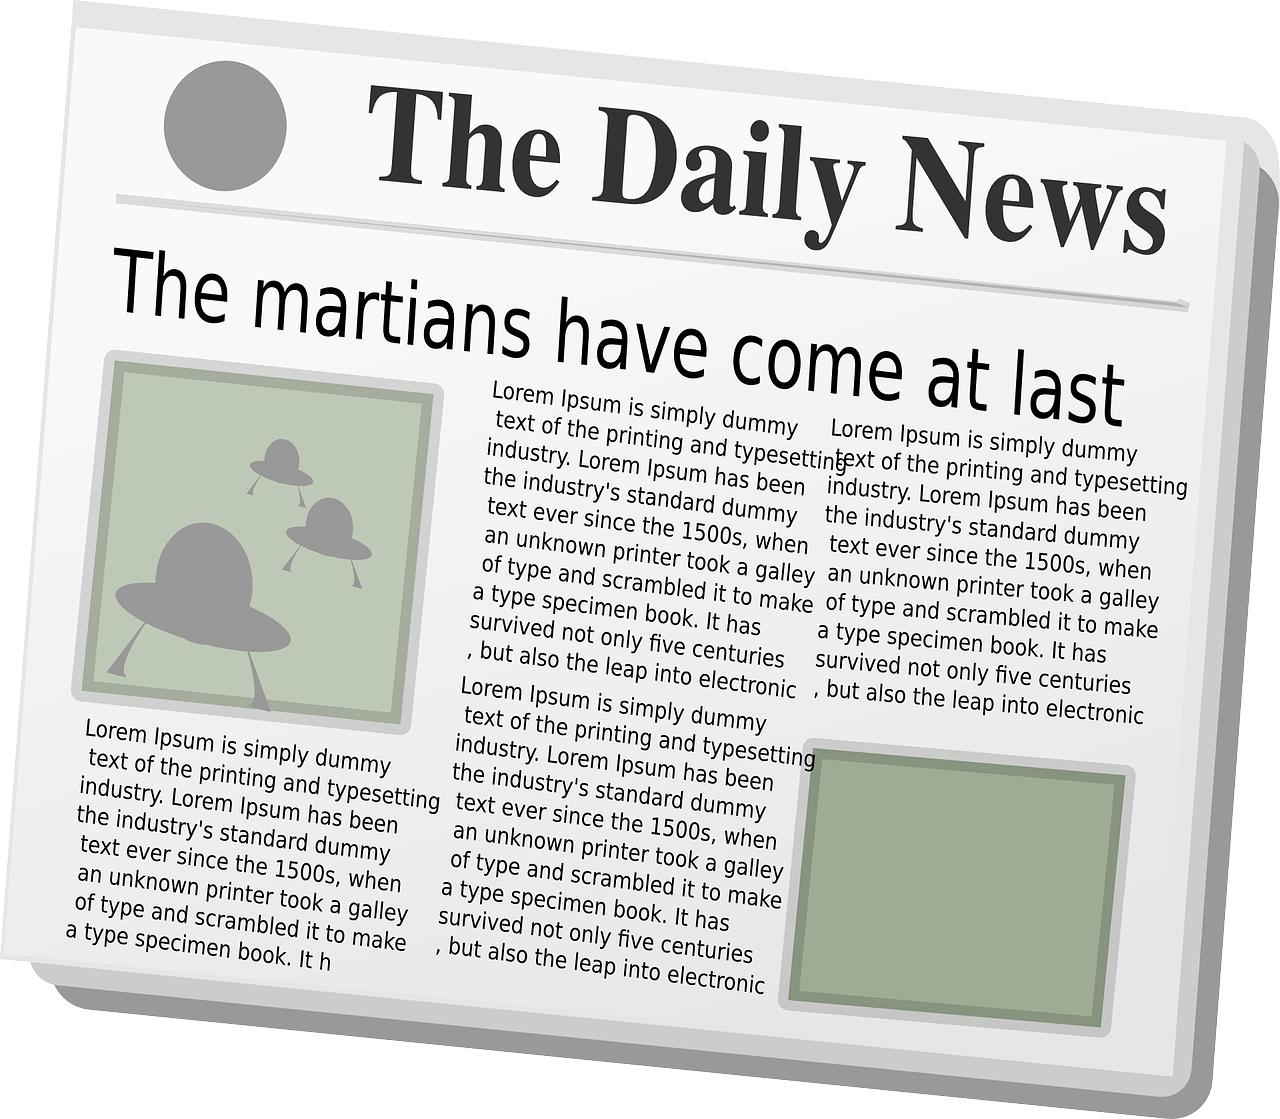 The Daily News
The martians have come at last
Lorem Ipsum is simply dummy
text of the printing and typesetting
industry. Lorem Ipsum has been
the industry's standard dummy
text ever since the 1500s, when
an unknown printer took a galley
of type and scrambled it to make
a type specimen book. It h
Lorem Ipsum is simply dummy
text of the printing and typesetting
industry. Lorem Ipsum has been
the industry's standard dummy
text ever since the 1500s, when
an unknown printer took a galley
of type and scrambled it to make
a type specimen book. It has
survived not only five centuries
, but also the leap into electronic
Lorem Ipsum is simply dummy
text of the printing and typesetting
industry. Lorem Ipsum has been
the industry's standard dummy
text ever since the 1500s, when
an unknown printer took a galley
of type and scrambled it to make
a type specimen book. It has
survived not only five centuries
, but also the leap into electronic
Lorem Ipsum is simply dummy
text of the printing and typesetting
industry. Lorem Ipsum has been
the industry's standard dummy
text ever since the 1500s, when
an unknown printer took a galley
of type and scrambled it to make
a type specimen book. It has
survived not only five centuries
, but also the leap into electronic